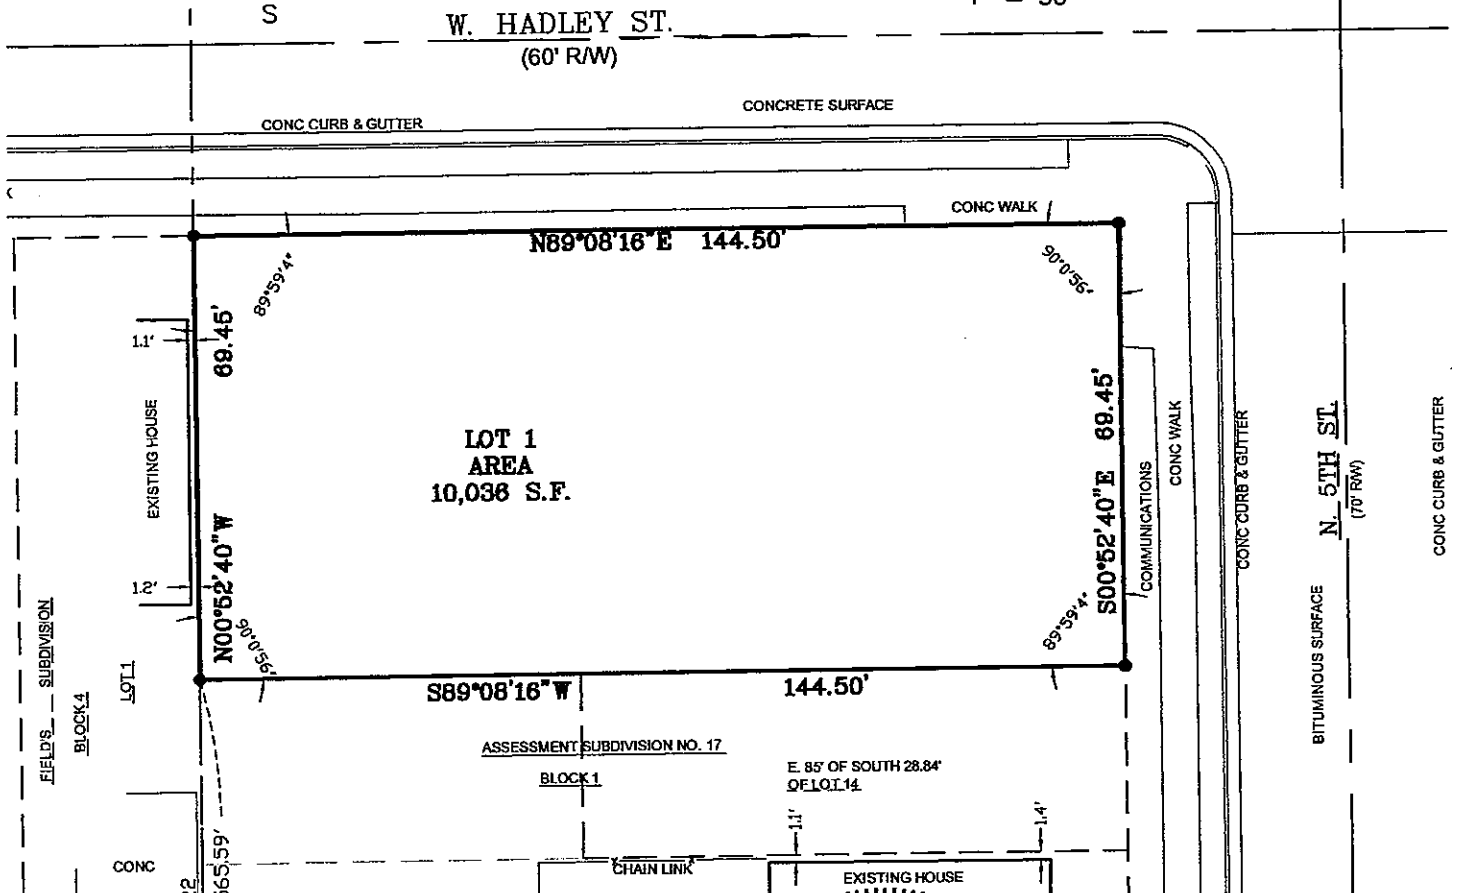 S
W. HADLEY ST.
(60' R/W)
CONCRETE SURFACE
CONC CURB & GUTTER
CONC WALK
N89°08'16"E 144.50'
89°59'4"
90°0'56"
69.45'
1.1'
EXISTING HOUSE
LOT 1
AREA
10,036 S.F.
S00°52'40"E 69.45'
COMMUNICATIONS
CONC WALK
CONC CURB & GUTTER
N. 5TH ST.
(70' R/W)
CONC CURB & GUTTER
BITUMINOUS SURFACE
1.2'
N00°52'40"W
90°0'56"
89°59'4"
S89°08'16"W 144.50'
FIELD'S SUBDIVISION
BLOCK 4
LOT 1
ASSESSMENT SUBDIVISION NO. 17
BLOCK 1
E. 85' OF SOUTH 28.84'
OF LOT 14
1.1'
1.4'
CONC
565.59'
CHAIN LINK
EXISTING HOUSE